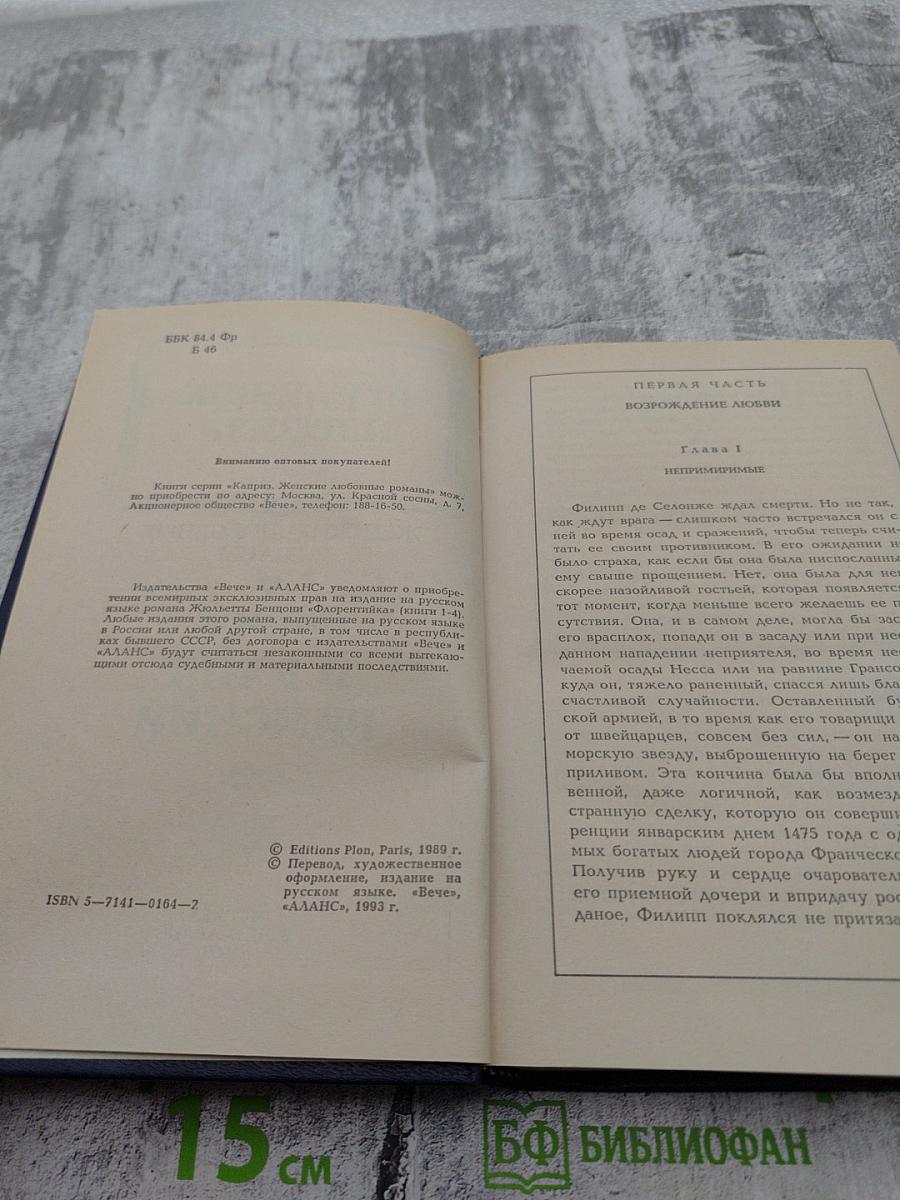 ББК 84.4 Фр
Б 46
Вниманию оптовых покупателей!
Книги серии «Каприз. Женские любовные романы» мож-
но приобрести по адресу: Москва, ул. Красной сосны, д. 7,
Акционерное общество «Вече», телефон: 188-16-50.
Издательства «Вече» и «АЛАНС» уведомляют о приобре-
тении всемирных эксклюзивных прав на издание на русском
языке романа Жюльетты Бенцони «Флорентийка» (книги 1-4).
Любые издания этого романа, выпущенные на русском языке
в России или любой другой стране, в том числе в республи-
ках бывшего СССР, без договора с издательствами «Вече» и
«АЛАНС» будут считаться незаконными со всеми вытекаю-
щими отсюда судебными и материальными последствиями.
© Editions Plon, Paris, 1989 г.
© Перевод, художественное
оформление, издание на
русском языке. «Вече»,
«АЛАНС», 1993 г.
ISBN 5—7141—0164—2
ПЕРВАЯ ЧАСТЬ
ВОЗРОЖДЕНИЕ ЛЮБВИ
Глава I
НЕПРИМИРИМЫЕ
Филипп де Селонже ждал смерти. Но не так,
как ждут врага — слишком часто встречался он с
ней во время осад и сражений, чтобы теперь счи-
тать ее своим противником. В его ожидании не
было страха, как если бы она была ниспосланны
ему свыше прощением. Нет, она была для не
скорее назойливой гостьей, которая появляется
тот момент, когда меньше всего желаешь ее п
сутствия. Она, и в самом деле, могла бы зас
его врасплох, попади он в засаду или при нео
данном нападении неприятеля, во время не
чаемой осады Несса или на равнине Грансо
куда он, тяжело раненный, спасся лишь бла
счастливой случайности. Оставленный бу
ской армией, в то время как его товарищи
от швейцарцев, совсем без сил, — он на
морскую звезду, выброшенную на берег
приливом. Эта кончина была бы вполн
венной, даже логичной, как возмезд
странную сделку, которую он соверши
ренции январским днем 1475 года с од
мых богатых людей города Франческо
Получив руку и сердце очаровател
его приемной дочери и впридачу рос
даное, Филипп поклялся не притяза
15 см
БФ БИБЛИОФАН